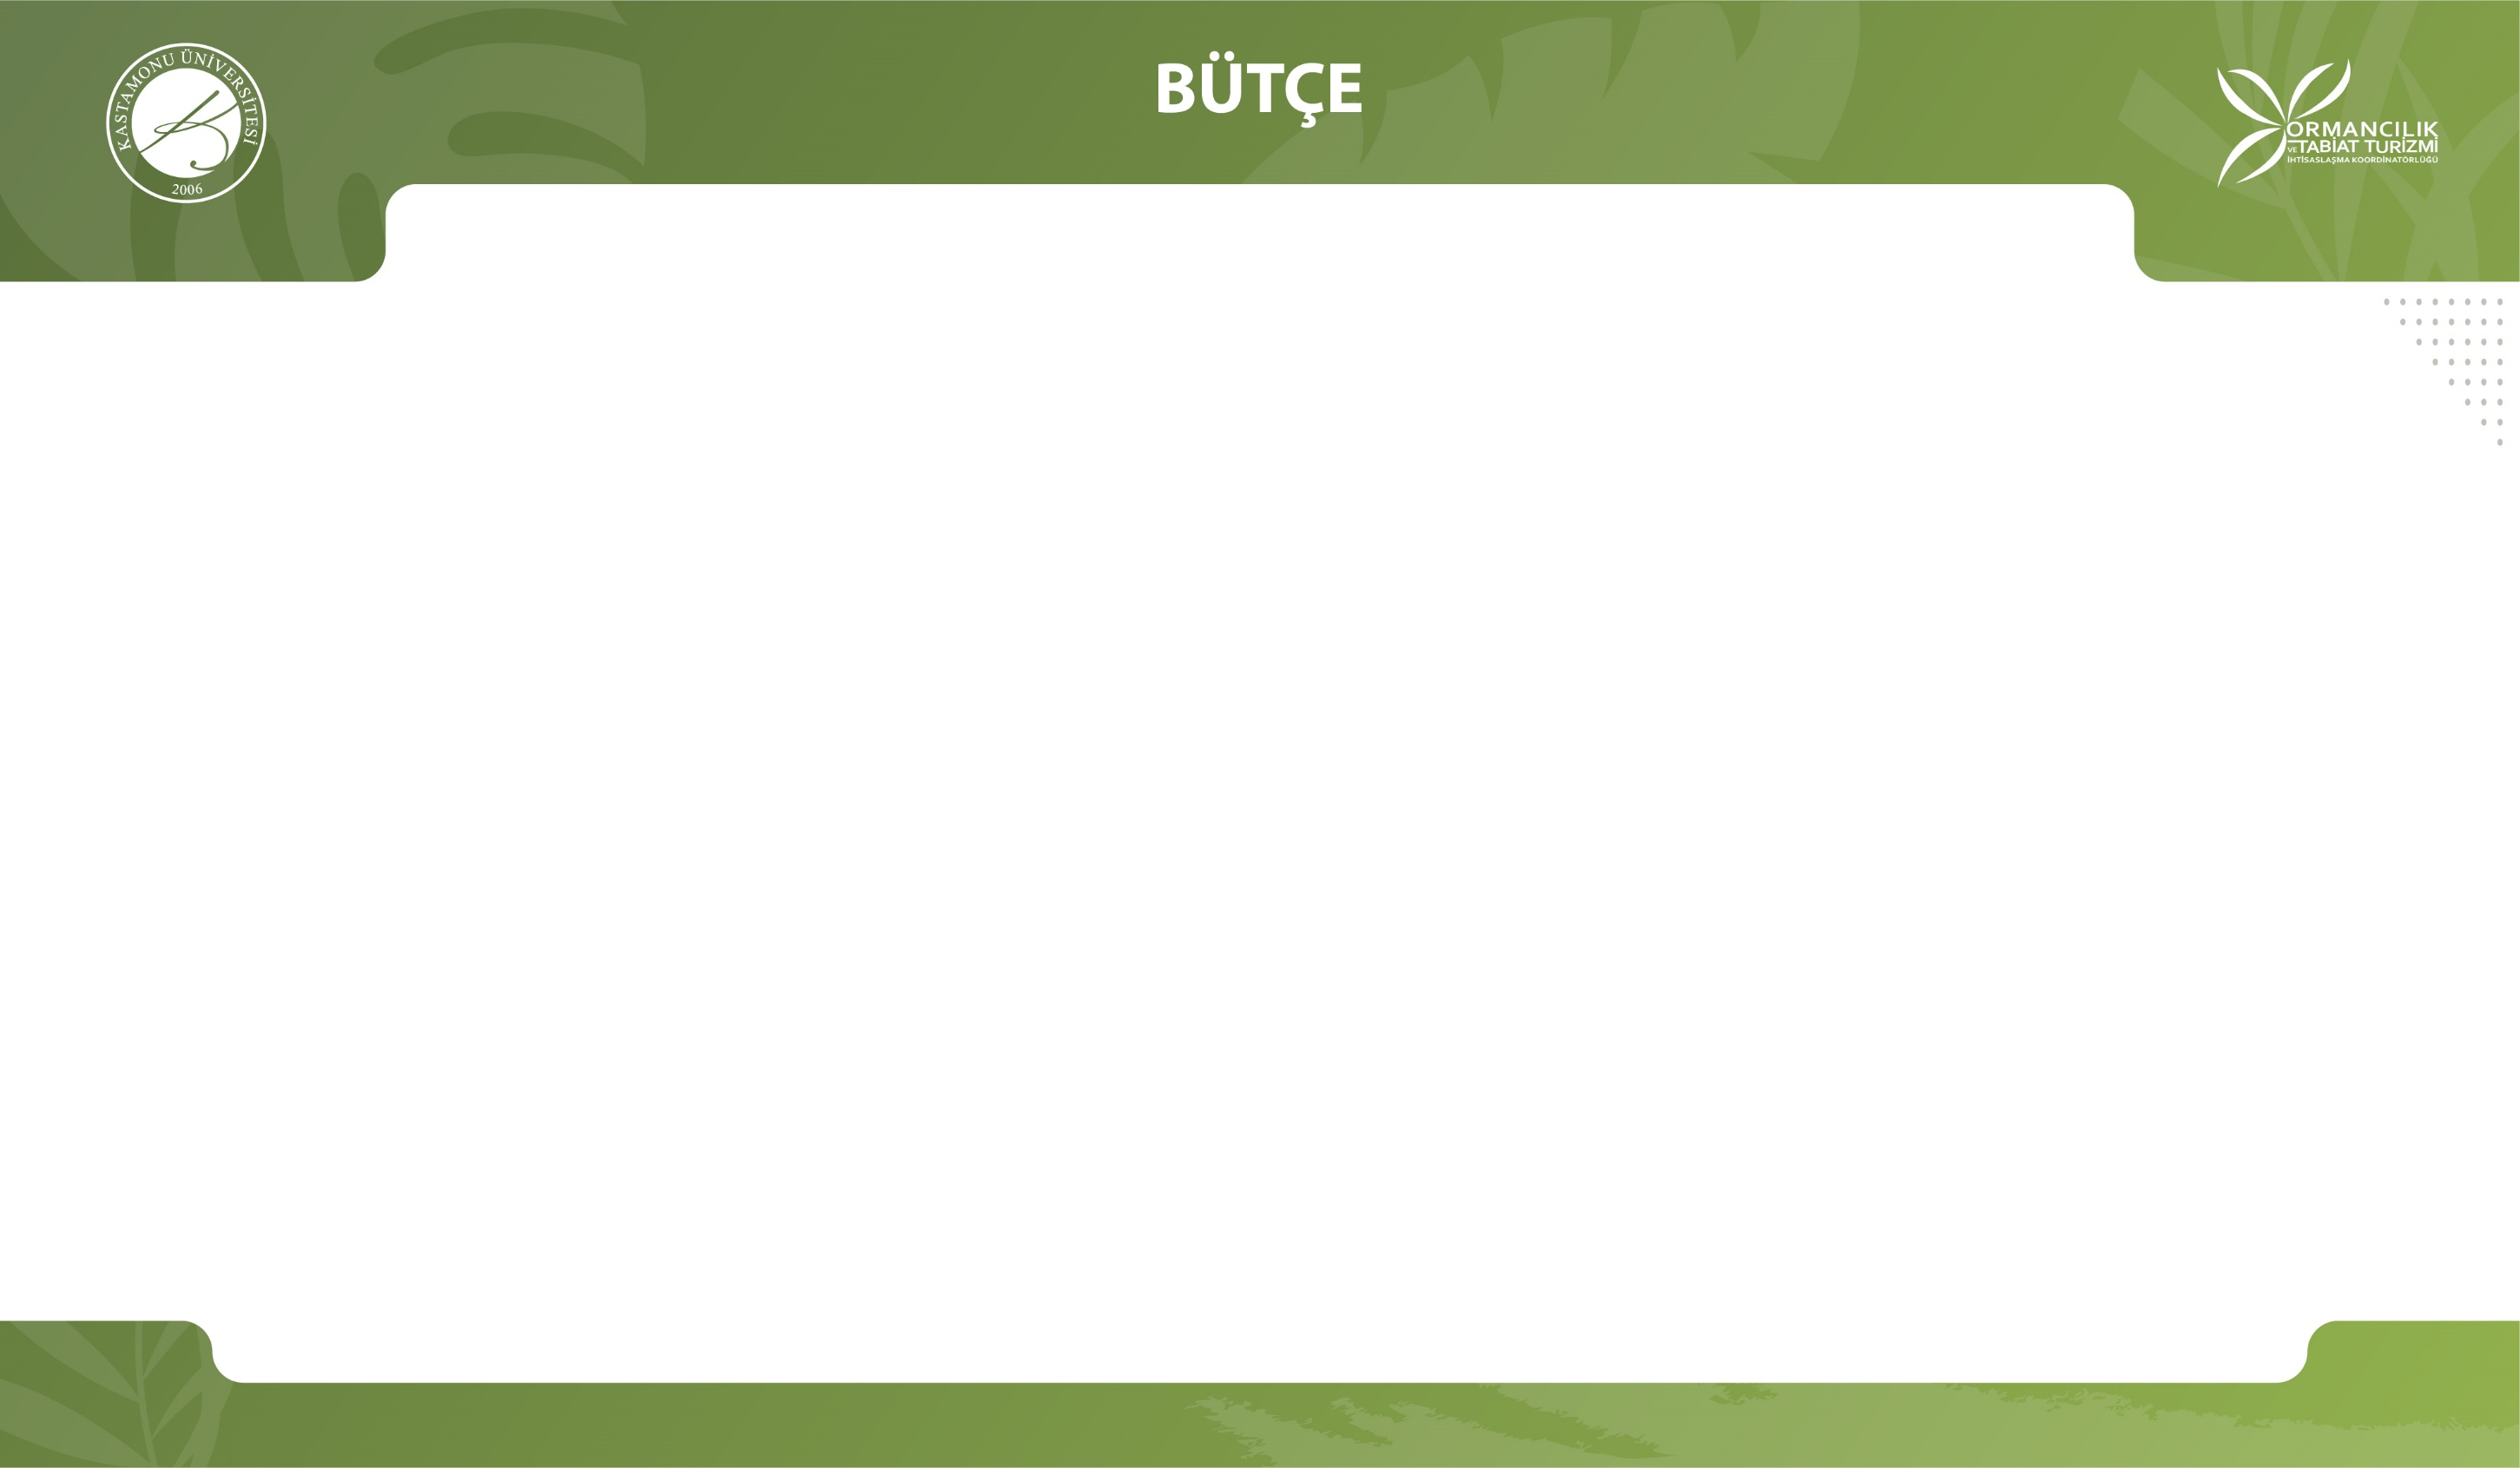 KASTAMONU ÜNİVERSİTESİ
2006
BÜTÇE
ORMANCILIK
VE TABİAT TURİZMİ
İHTİSASLAŞMA KOORDİNATÖRLÜĞÜ